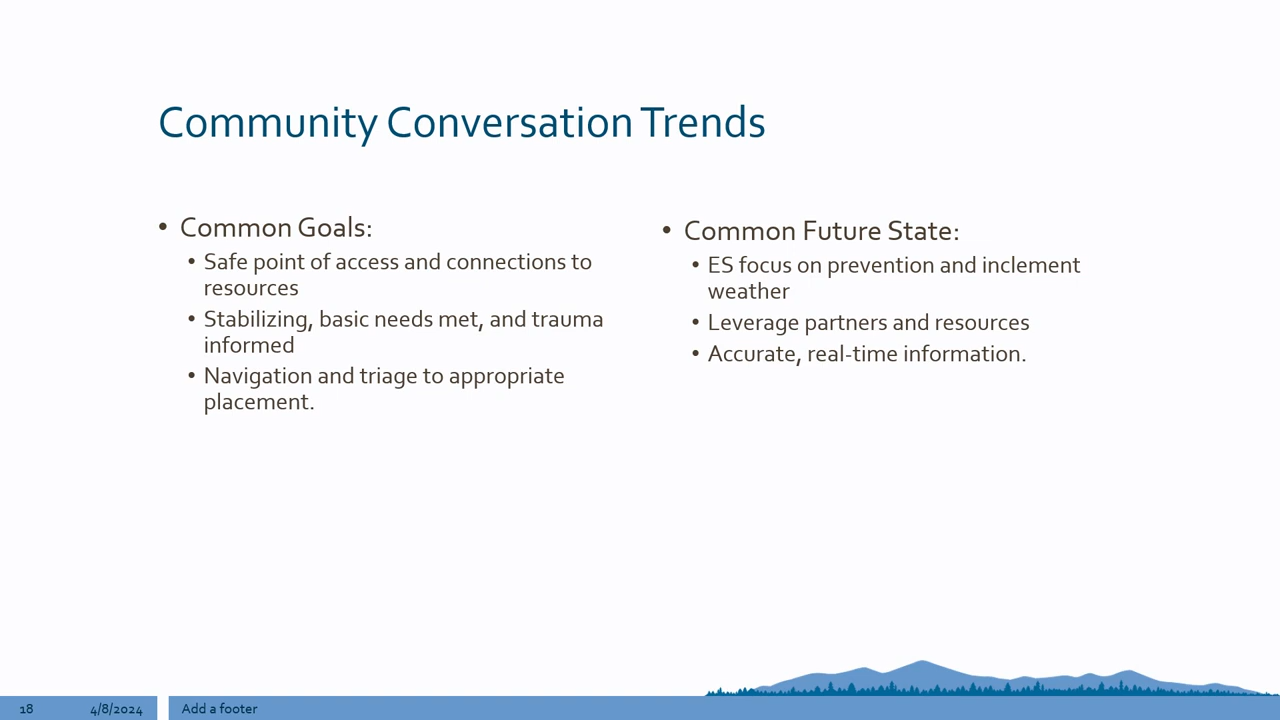 Community Conversation Trends
• Common Goals:
• Safe point of access and connections to
resources
• Stabilizing, basic needs met, and trauma
informed
• Navigation and triage to appropriate
placement.
• Common Future State:
• ES focus on prevention and inclement
weather
• Leverage partners and resources
• Accurate, real-time information.
18 4/8/2024 Add a footer